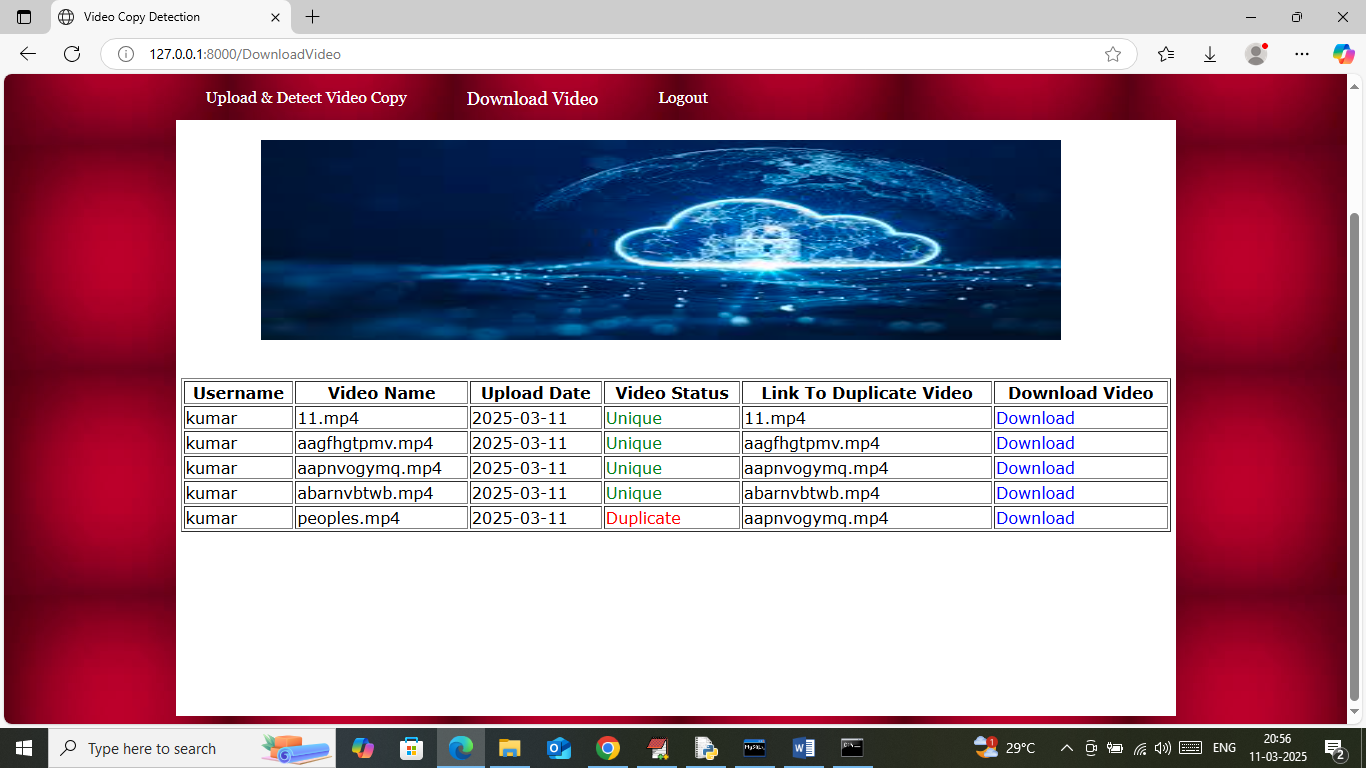 Video Copy Detection
127.0.0.1:8000/DownloadVideo
Upload & Detect Video Copy Download Video Logout
Username Video Name Upload Date Video Status Link To Duplicate Video Download Video
kumar 11.mp4 2025-03-11 Unique 11.mp4 Download
kumar aagfhgtpmv.mp4 2025-03-11 Unique aagfhgtpmv.mp4 Download
kumar aapnvogymq.mp4 2025-03-11 Unique aapnvogymq.mp4 Download
kumar abarnvbtwb.mp4 2025-03-11 Unique abarnvbtwb.mp4 Download
kumar peoples.mp4 2025-03-11 Duplicate aapnvogymq.mp4 Download
Type here to search
1
29°C
ENG
20:56
11-03-2025
2